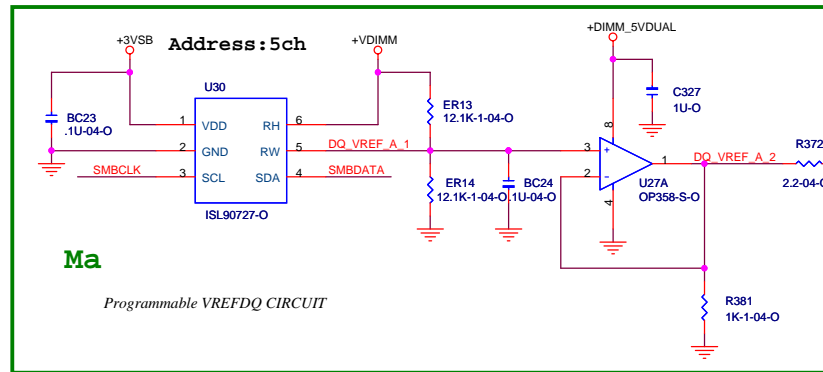 +3VSB
Address:5ch
+VDIMM
+DIMM_5VDUAL
U30
BC23
.1U-04-O
1 VDD RH 6
2 GND RW 5
3 SCL SDA 4
SMBCLK
DQ_VREF_A_1
SMBDATA
ISL90727-O
ER13
12.1K-1-04-O
ER14
12.1K-1-04-O
BC24
.1U-04-O
C327
1U-O
8
3
+
2
-
1
4
U27A
OP358-S-O
DQ_VREF_A_2
R372
2.2-04-O
R381
1K-1-04-O
Ma
Programmable VREFDQ CIRCUIT